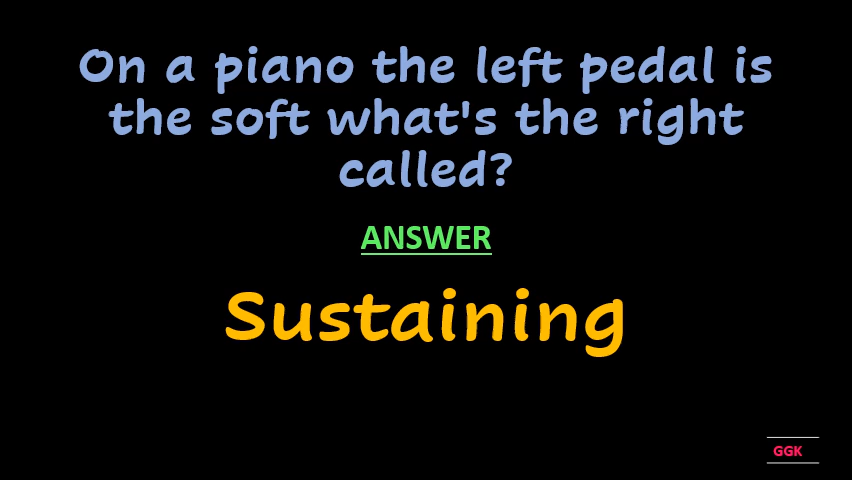 On a piano the left pedal is
the soft what's the right
called?
ANSWER
Sustaining
GGK